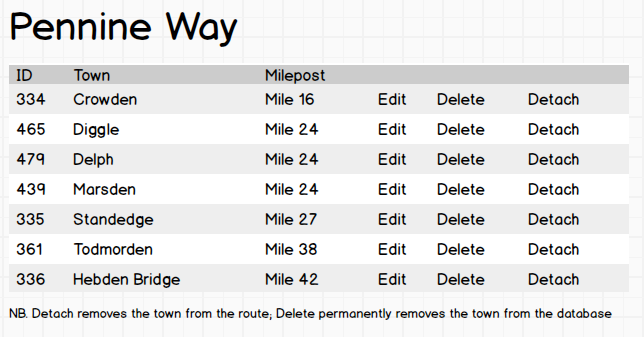 Pennine Way
ID Town Milepost
334 Crowden Mile 16 Edit Delete Detach
465 Diggle Mile 24 Edit Delete Detach
479 Delph Mile 24 Edit Delete Detach
439 Marsden Mile 24 Edit Delete Detach
335 Standedge Mile 27 Edit Delete Detach
361 Todmorden Mile 38 Edit Delete Detach
336 Hebden Bridge Mile 42 Edit Delete Detach
NB. Detach removes the town from the route; Delete permanently removes the town from the database